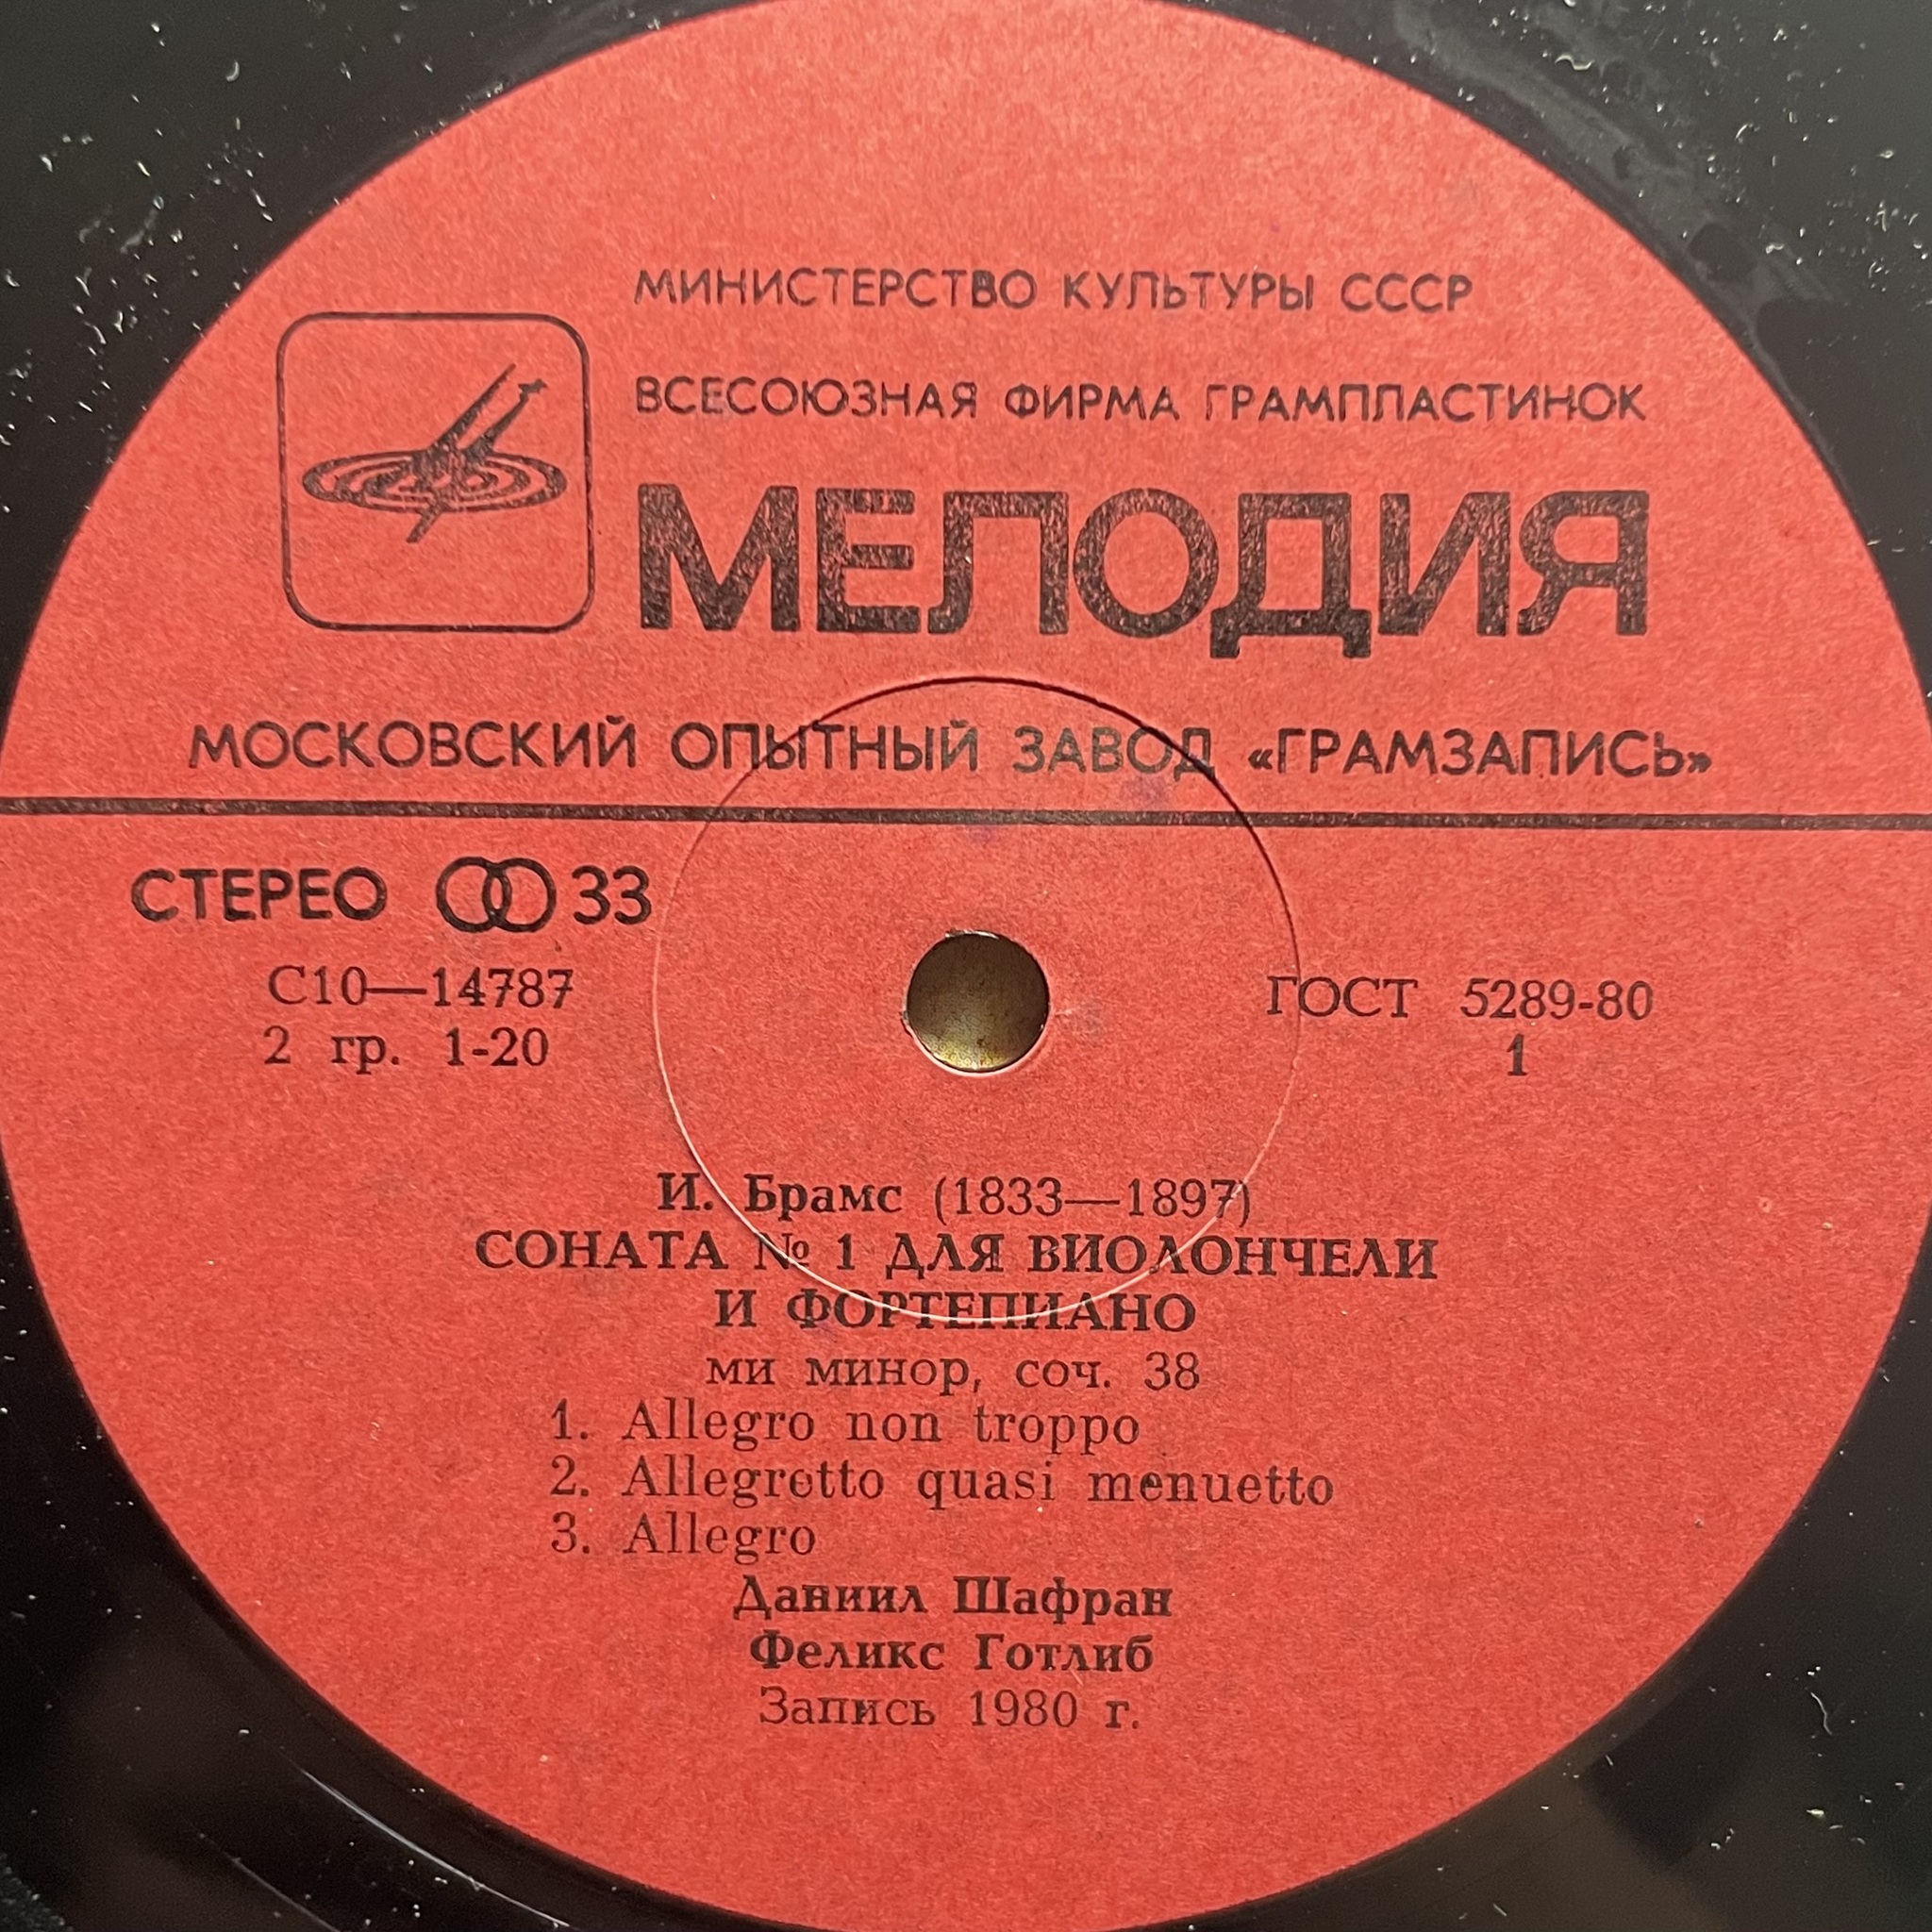 МИНИСТЕРСТВО КУЛЬТУРЫ СССР
ВСЕСОЮЗНАЯ ФИРМА ГРАМПЛАСТИНОК
МЕЛОДИЯ
МОСКОВСКИЙ ОПЫТНЫЙ ЗАВОД «ГРАМЗАПИСЬ»
СТЕРЕО 33
С10—14787
2 гр. 1-20
ГОСТ 5289-80
1
И. Брамс (1833—1897)
СОНАТА № 1 ДЛЯ ВИОЛОНЧЕЛИ
И ФОРТЕПИАНО
ми минор, соч. 38
1. Allegro non troppo
2. Allegretto quasi menuetto
3. Allegro
Даниил Шафран
Феликс Готлиб
Запись 1980 г.